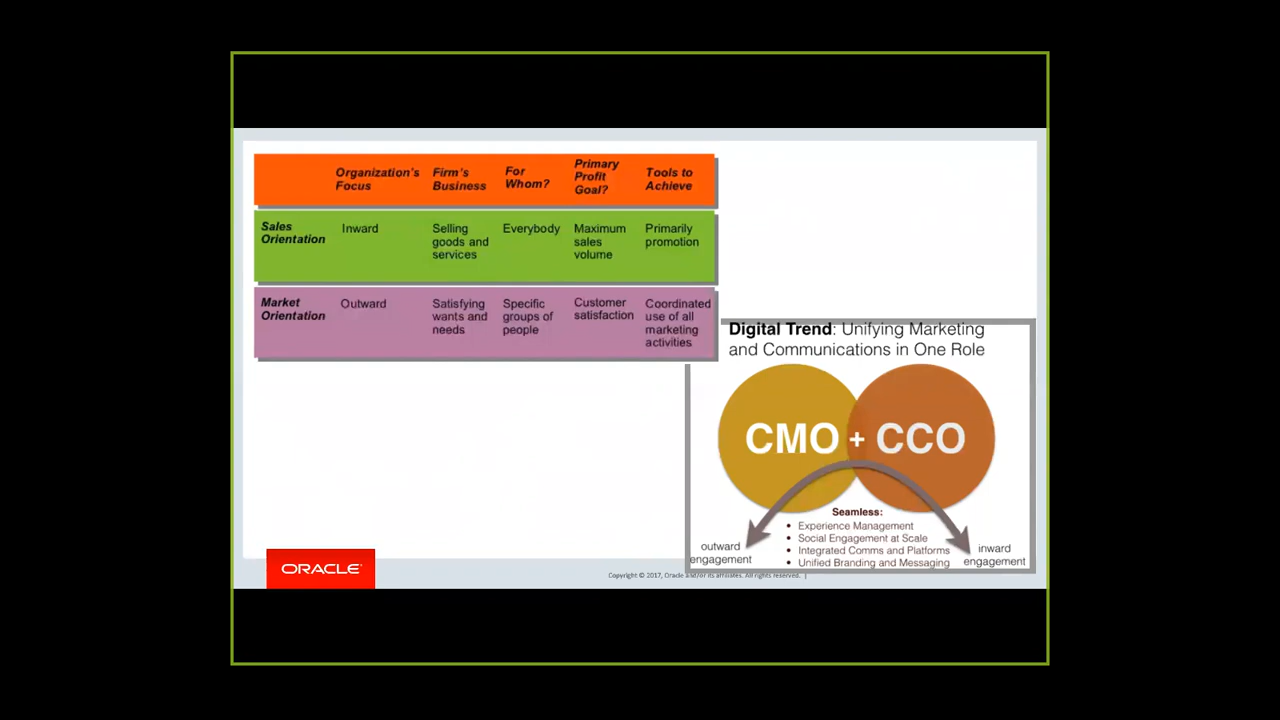 Organization's Focus
Firm's Business
For Whom?
Primary Profit Goal?
Tools to Achieve
Sales Orientation
Inward
Selling goods and services
Everybody
Maximum sales volume
Primarily promotion
Market Orientation
Outward
Satisfying wants and needs
Specific groups of people
Customer satisfaction
Coordinated use of all marketing activities
Digital Trend: Unifying Marketing
and Communications in One Role
CMO + CCO
Seamless:
• Experience Management
• Social Engagement at Scale
• Integrated Comms and Platforms
• Unified Branding and Messaging
outward
engagement
inward
engagement
ORACLE
Copyright © 2017, Oracle and/or its affiliates. All rights reserved. |